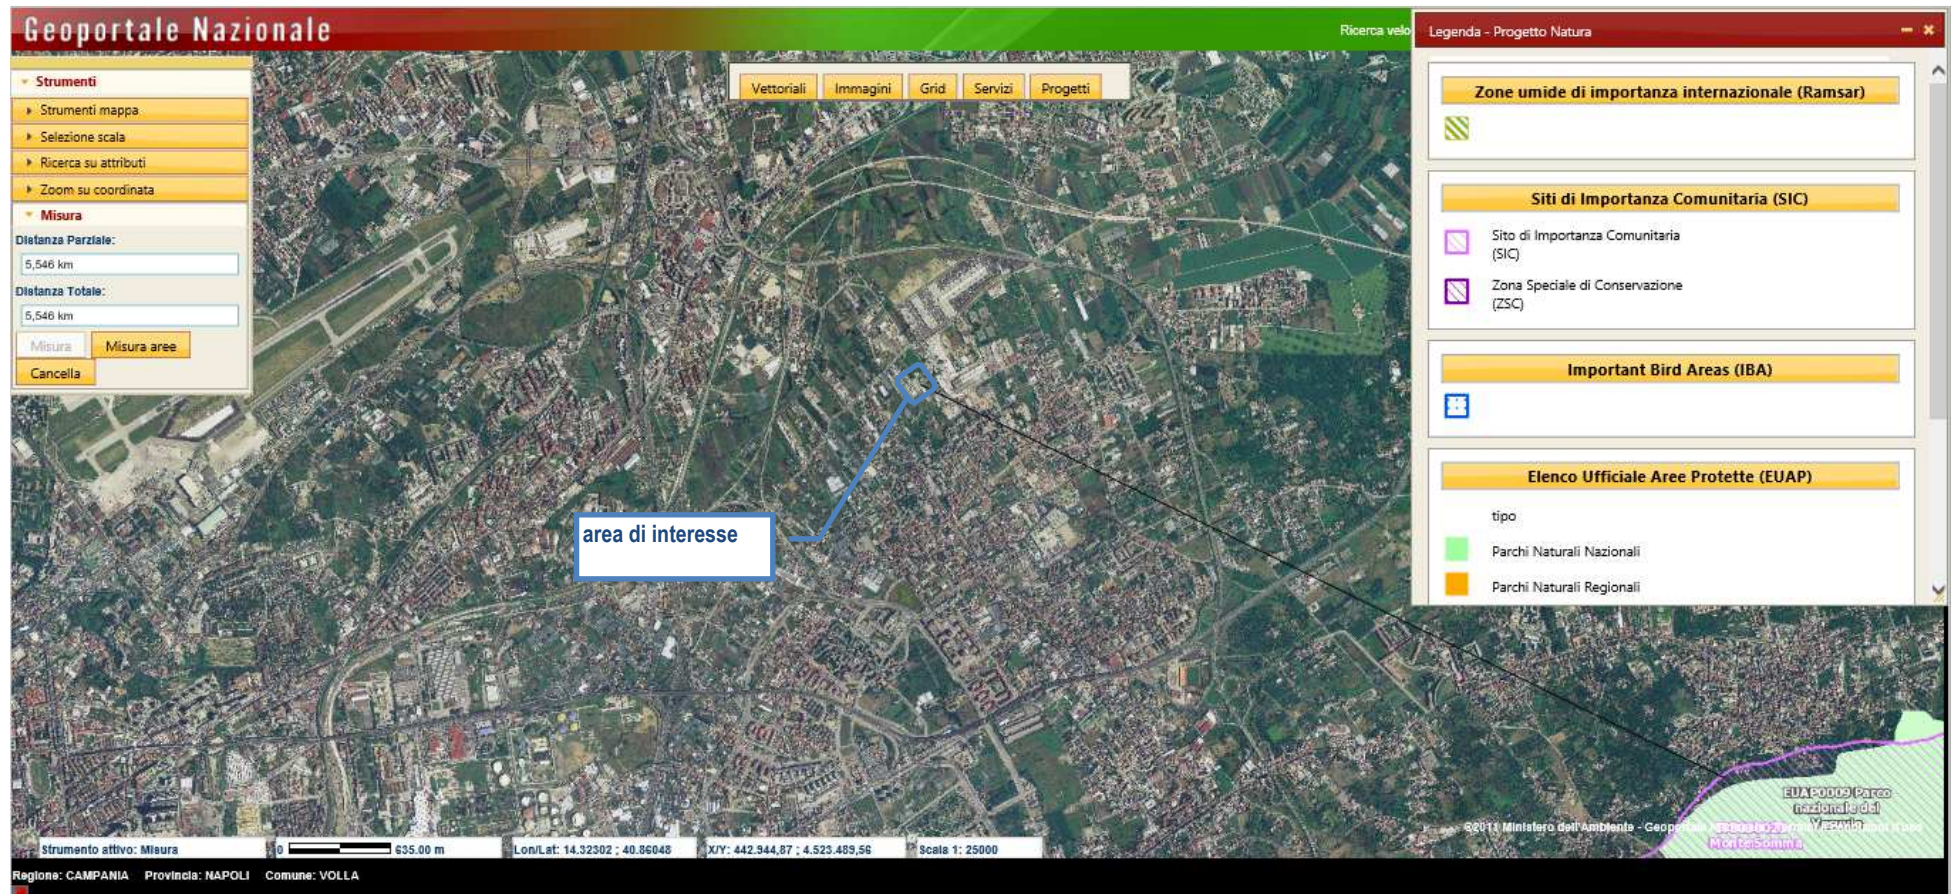 Geoportale Nazionale
Ricerca velo
Strumenti
Strumenti mappa
Selezione scala
Ricerca su attributi
Zoom su coordinata
Misura
Distanza Parziale:
5,546 km
Distanza Totale:
5,546 km
Misura Misura aree
Cancella
Vettoriali Immagini Grid Servizi Progetti
area di interesse
Legenda - Progetto Natura
Zone umide di importanza internazionale (Ramsar)
Siti di Importanza Comunitaria (SIC)
Sito di Importanza Comunitaria
(SIC)
Zona Speciale di Conservazione
(ZSC)
Important Bird Areas (IBA)
Elenco Ufficiale Aree Protette (EUAP)
tipo
Parchi Naturali Nazionali
Parchi Naturali Regionali
EUAP0009 Parco
nazionale del
Vesuvio
©2011 Ministero dell'Ambiente - Geoportale
Monte Somma
Strumento attivo: Misura
0 635.00 m
Lon/Lat: 14.32302 ; 40.86048
X/Y: 442.944,87 ; 4.523.489,56
Scala 1: 25000
Regione: CAMPANIA Provincia: NAPOLI Comune: VOLLA